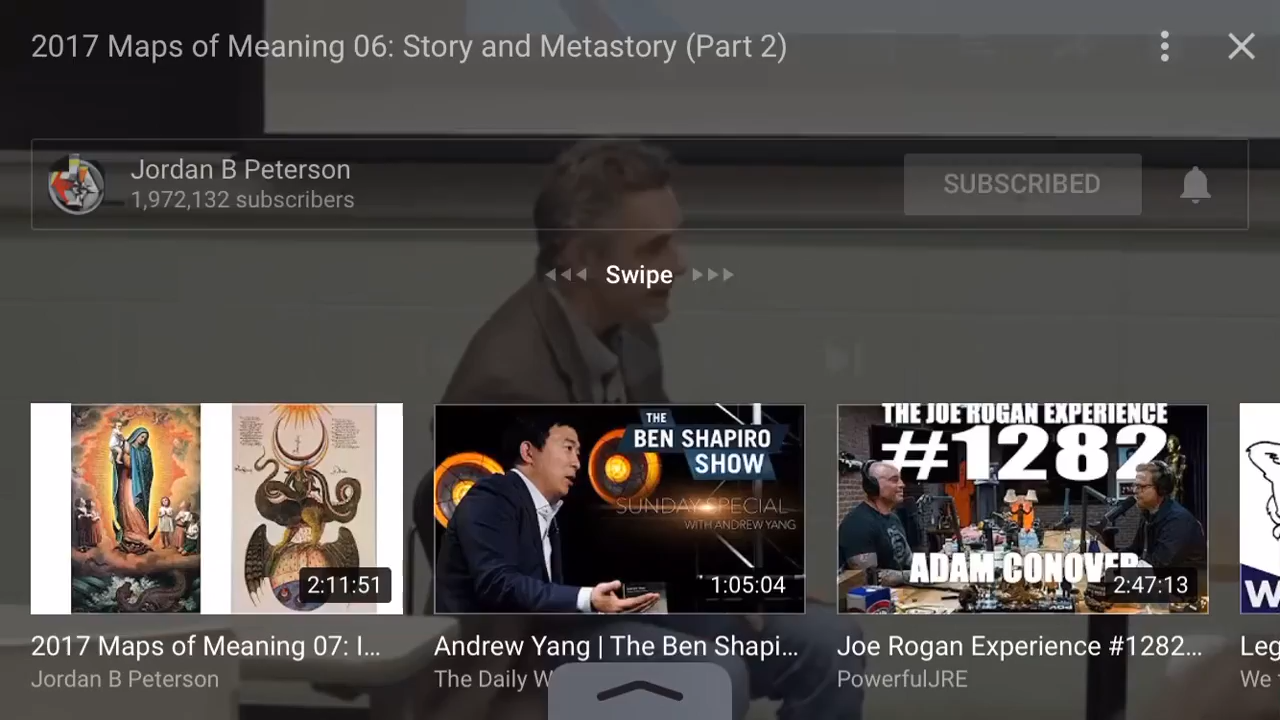 2017 Maps of Meaning 06: Story and Metastory (Part 2)
Jordan B Peterson
1,972,132 subscribers
SUBSCRIBED
Swipe
THE
BEN SHAPIRO
SHOW
SUNDAY SPECIAL
WITH ANDREW YANG
THE JOE ROGAN EXPERIENCE
#1282
ADAM CONOVER
2:11:51
1:05:04
2:47:13
W
2017 Maps of Meaning 07: I...
Jordan B Peterson
Andrew Yang | The Ben Shapi...
The Daily W
Joe Rogan Experience #1282...
PowerfulJRE
Leg
We